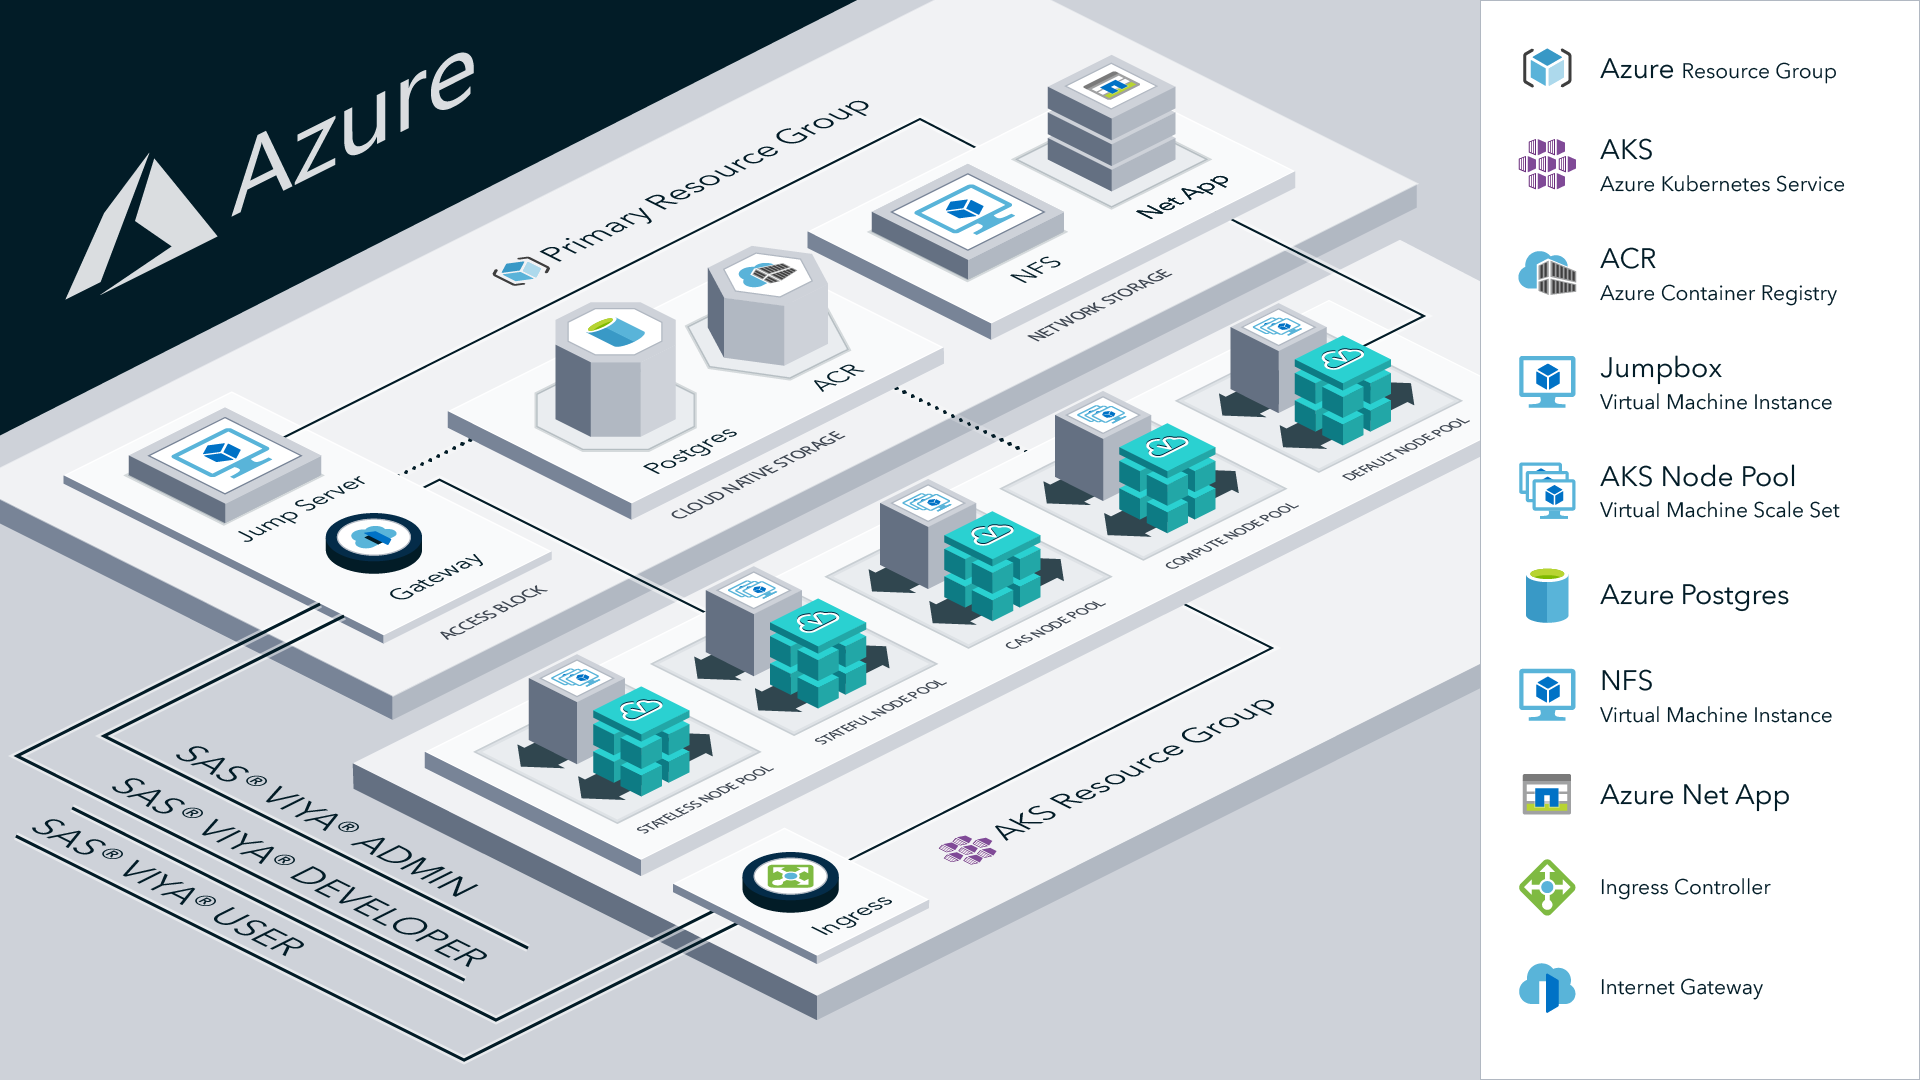 Azure
Primary Resource Group
Net App
NFS
NETWORK STORAGE
ACR
Postgres
CLOUD NATIVE STORAGE
Jump Server
Gateway
ACCESS BLOCK
DEFAULT NODE POOL
COMPUTE NODE POOL
CAS NODE POOL
STATEFUL NODE POOL
STATELESS NODE POOL
AKS Resource Group
Ingress
SAS® VIYA® ADMIN
SAS® VIYA® DEVELOPER
SAS® VIYA® USER
Azure Resource Group
AKS
Azure Kubernetes Service
ACR
Azure Container Registry
Jumpbox
Virtual Machine Instance
AKS Node Pool
Virtual Machine Scale Set
Azure Postgres
NFS
Virtual Machine Instance
Azure Net App
Ingress Controller
Internet Gateway